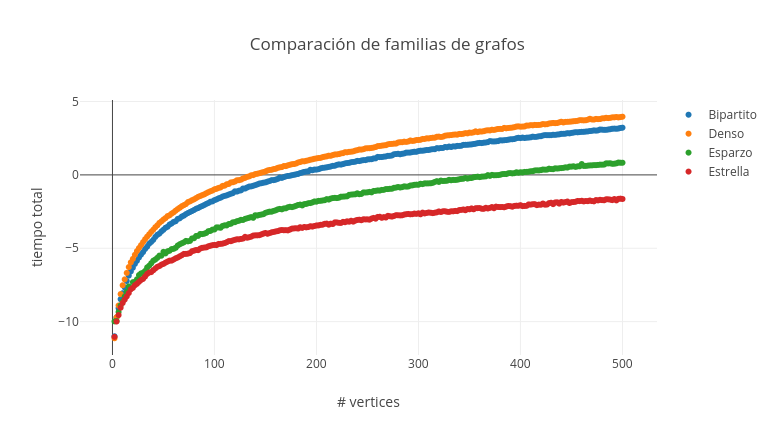 Comparación de familias de grafos
5
0
−5
−10
0 100 200 300 400 500
tiempo total
# vertices
Bipartito
Denso
Esparzo
Estrella